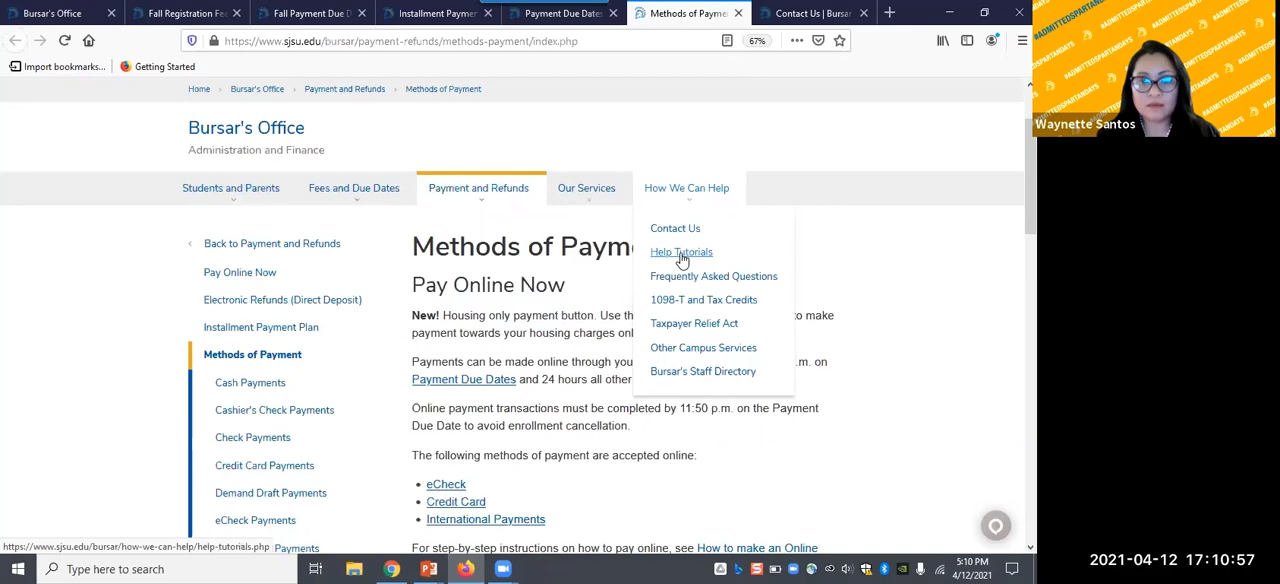 Bursar's Office
Fall Registration Fee
Fall Payment Due D
Installment Paymen
Payment Due Dates
Methods of Payme
Contact Us | Bursar
https://www.sjsu.edu/bursar/payment-refunds/methods-payment/index.php
67%
Import bookmarks...
Getting Started
Home
Bursar's Office
Payment and Refunds
Methods of Payment
Bursar's Office
Administration and Finance
Students and Parents
Fees and Due Dates
Payment and Refunds
Our Services
How We Can Help
Contact Us
Help Tutorials
Frequently Asked Questions
1098-T and Tax Credits
Taxpayer Relief Act
Other Campus Services
Bursar's Staff Directory
Back to Payment and Refunds
Pay Online Now
Electronic Refunds (Direct Deposit)
Installment Payment Plan
Methods of Payment
Cash Payments
Cashier's Check Payments
Check Payments
Credit Card Payments
Demand Draft Payments
eCheck Payments
Payments
Methods of Paym
Pay Online Now
New! Housing only payment button. Use th to make
payment towards your housing charges onl
Payments can be made online through you .m. on
Payment Due Dates and 24 hours all other
Online payment transactions must be completed by 11:50 p.m. on the Payment
Due Date to avoid enrollment cancellation.
The following methods of payment are accepted online:
• eCheck
• Credit Card
• International Payments
For step-by-step instructions on how to pay online, see How to make an Online
https://www.sjsu.edu/bursar/how-we-can-help/help-tutorials.php
Type here to search
5:10 PM
4/12/2021
#ADMITTEDSPARTANDAYS
Waynette Santos
2021-04-12 17:10:57